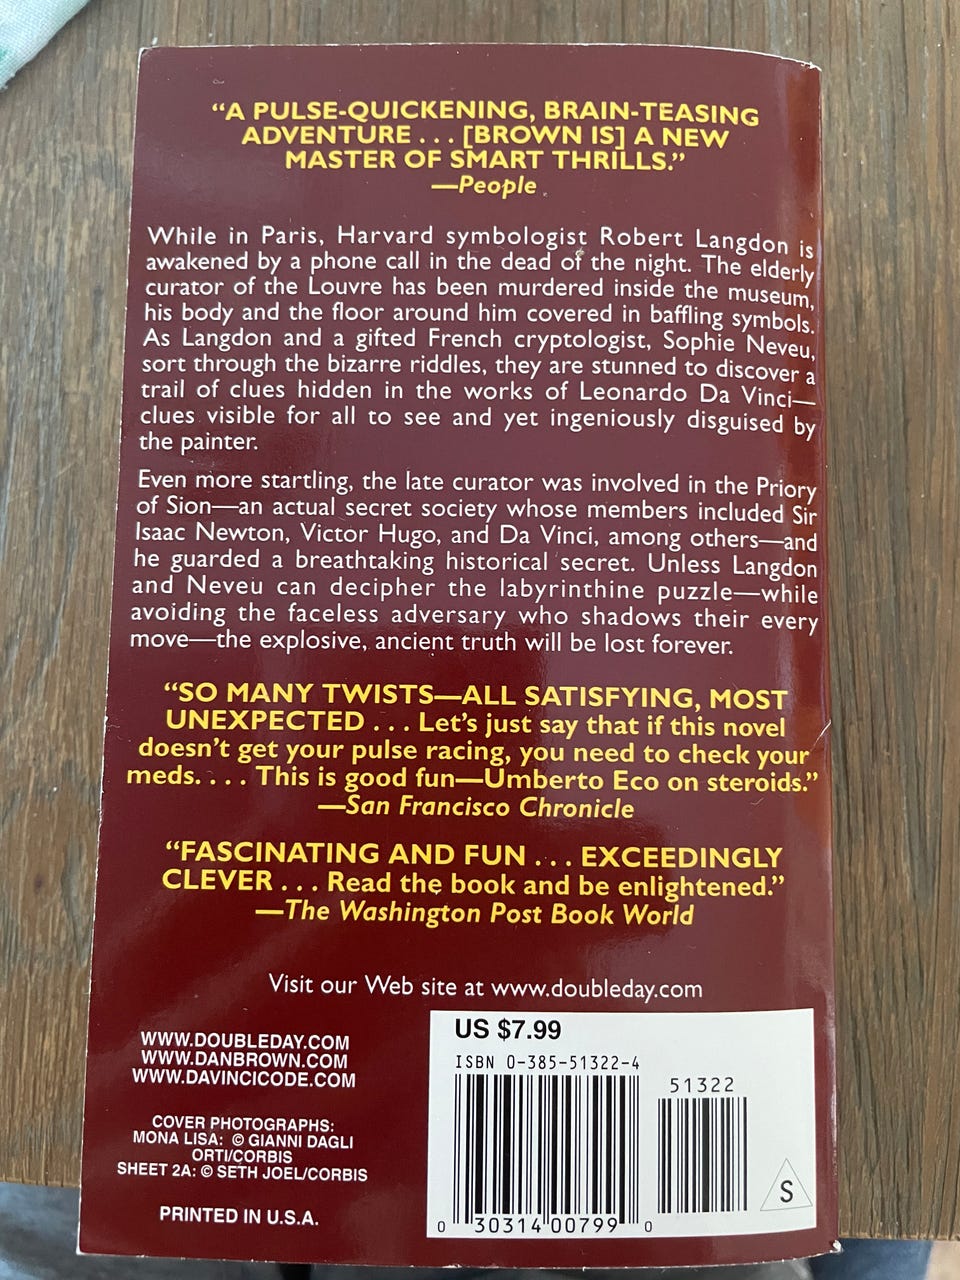 “A PULSE-QUICKENING, BRAIN-TEASING
ADVENTURE . . . [BROWN IS] A NEW
MASTER OF SMART THRILLS.”
—People
While in Paris, Harvard symbologist Robert Langdon is
awakened by a phone call in the dead of the night. The elderly
curator of the Louvre has been murdered inside the museum,
his body and the floor around him covered in baffling symbols.
As Langdon and a gifted French cryptologist, Sophie Neveu,
sort through the bizarre riddles, they are stunned to discover a
trail of clues hidden in the works of Leonardo Da Vinci—
clues visible for all to see and yet ingeniously disguised by
the painter.
Even more startling, the late curator was involved in the Priory
of Sion—an actual secret society whose members included Sir
Isaac Newton, Victor Hugo, and Da Vinci, among others—and
he guarded a breathtaking historical secret. Unless Langdon
and Neveu can decipher the labyrinthine puzzle—while
avoiding the faceless adversary who shadows their every
move—the explosive, ancient truth will be lost forever.
“SO MANY TWISTS—ALL SATISFYING, MOST
UNEXPECTED . . . Let’s just say that if this novel
doesn’t get your pulse racing, you need to check your
meds. . . . This is good fun—Umberto Eco on steroids.”
—San Francisco Chronicle
“FASCINATING AND FUN . . . EXCEEDINGLY
CLEVER . . . Read the book and be enlightened.”
—The Washington Post Book World
Visit our Web site at www.doubleday.com
WWW.DOUBLEDAY.COM
WWW.DANBROWN.COM
WWW.DAVINCICODE.COM
COVER PHOTOGRAPHS:
MONA LISA: © GIANNI DAGLI
ORTI/CORBIS
SHEET 2A: © SETH JOEL/CORBIS
PRINTED IN U.S.A.
US $7.99
ISBN 0-385-51322-4
51322
0 30314 00799 0
S